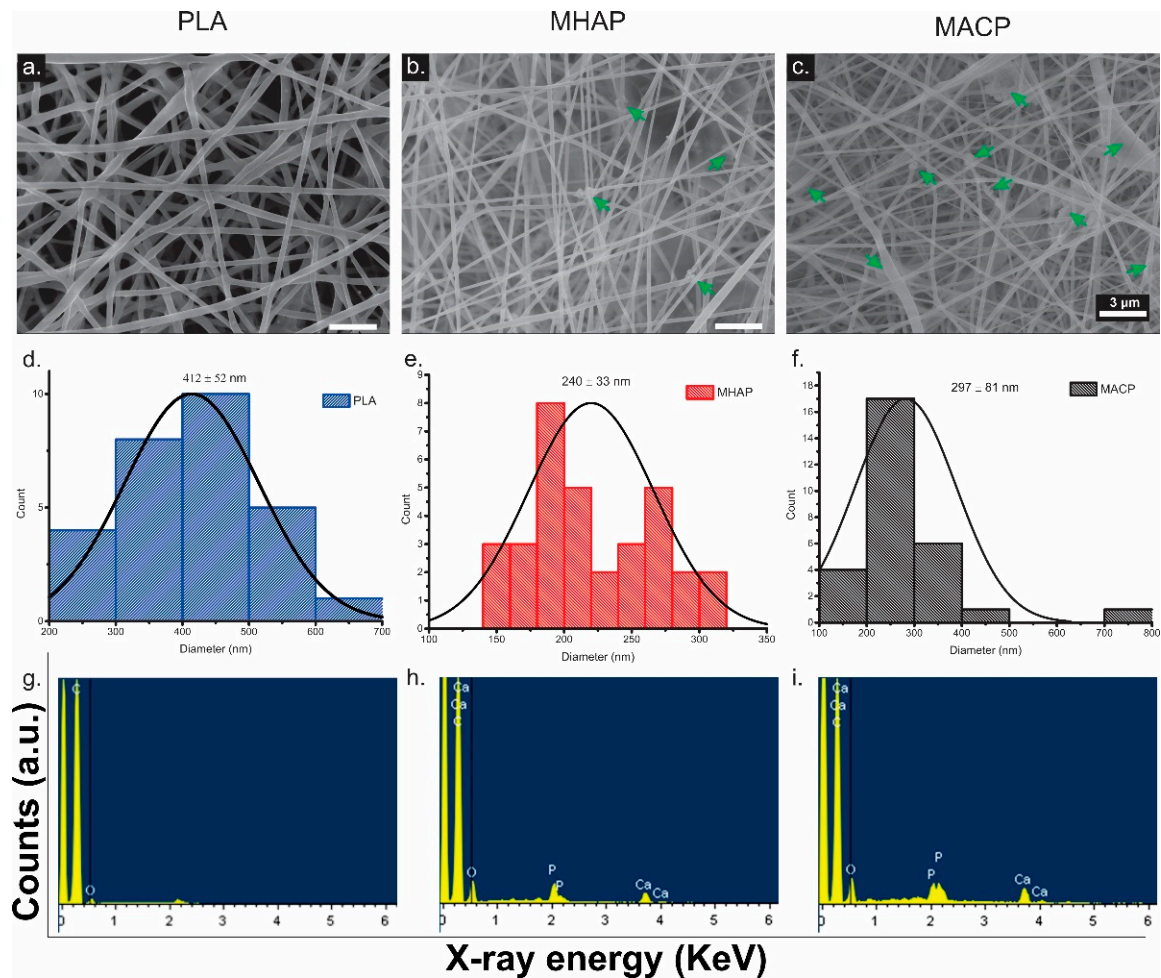 PLA
MHAP
MACP
a.
b.
c.
3 µm
d.
412 ± 52 nm
PLA
10
5
0
Count
200 300 400 500 600 700
Diameter (nm)
e.
240 ± 33 nm
MHAP
9
8
7
6
5
4
3
2
1
0
Count
100 150 200 250 300 350
Diameter (nm)
f.
297 ± 81 nm
MACP
18
16
14
12
10
8
6
4
2
0
Count
100 200 300 400 500 600 700 800
Diameter (nm)
g.
C
O
0 1 2 3 4 5 6
h.
Ca
Ca
C
O
P
P
Ca
Ca
0 1 2 3 4 5 6
i.
Ca
Ca
C
O
P
P
Ca
Ca
0 1 2 3 4 5 6
Counts (a.u.)
X-ray energy (KeV)